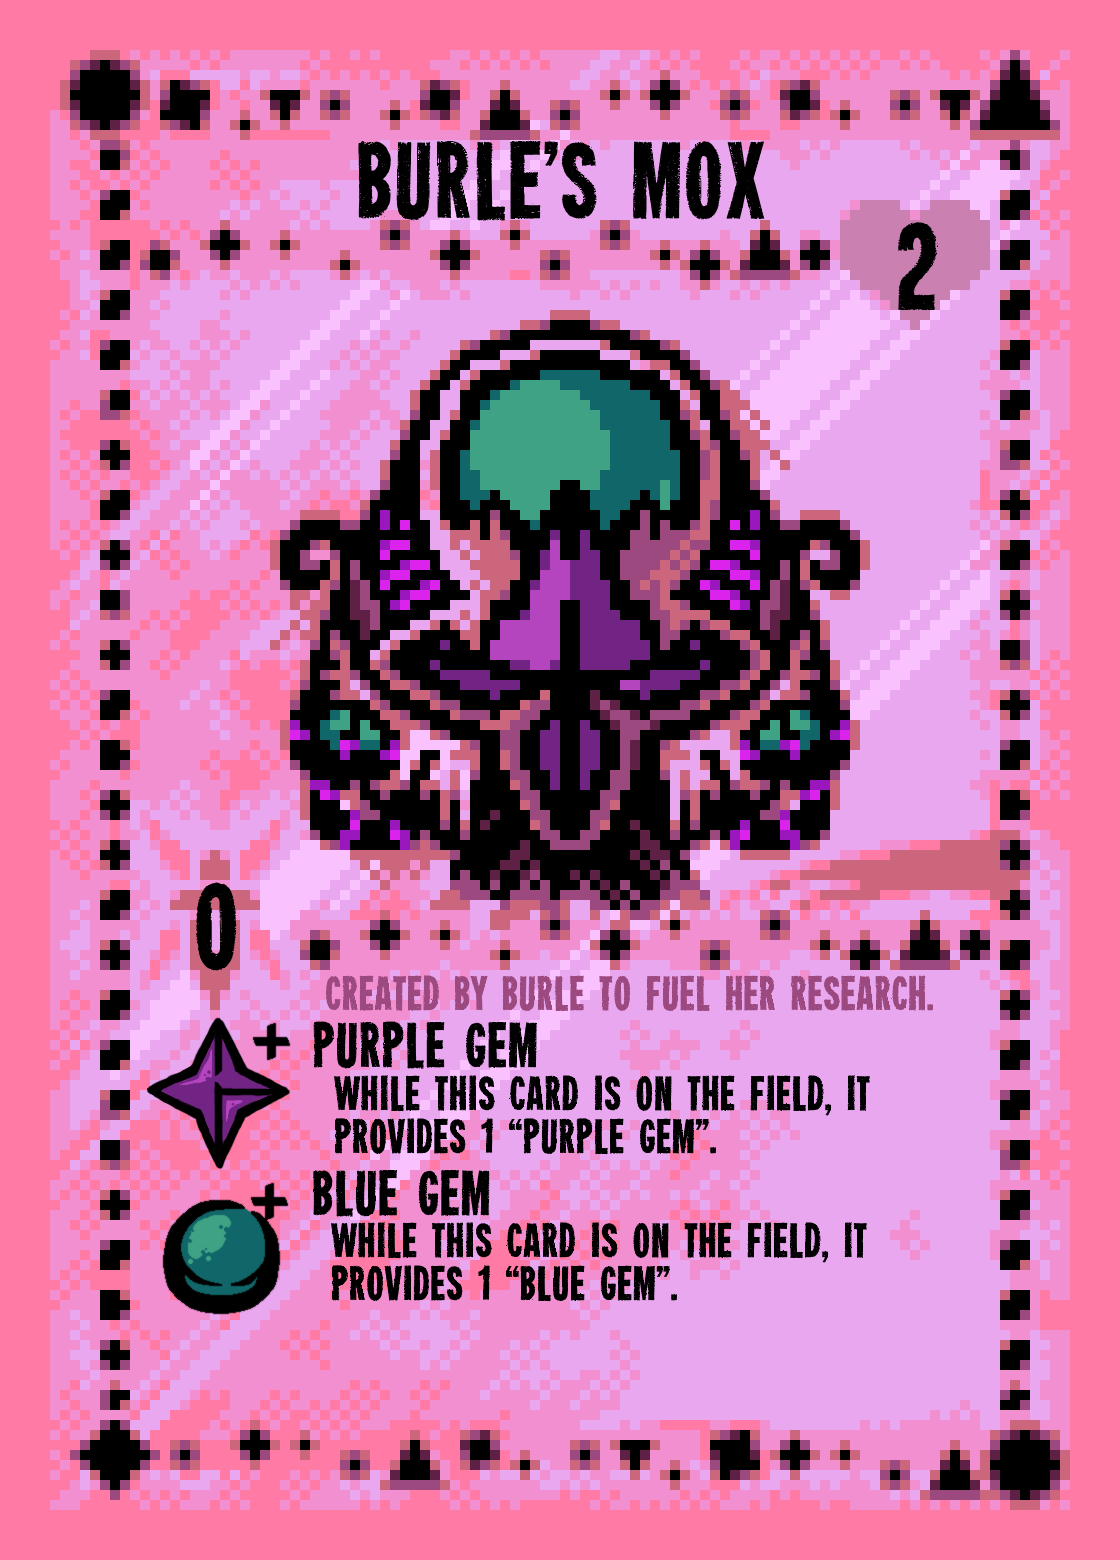 BURLE'S MOX
2
0
CREATED BY BURLE TO FUEL HER RESEARCH.
+ PURPLE GEM
WHILE THIS CARD IS ON THE FIELD, IT
PROVIDES 1 “PURPLE GEM”.
+ BLUE GEM
WHILE THIS CARD IS ON THE FIELD, IT
PROVIDES 1 “BLUE GEM”.